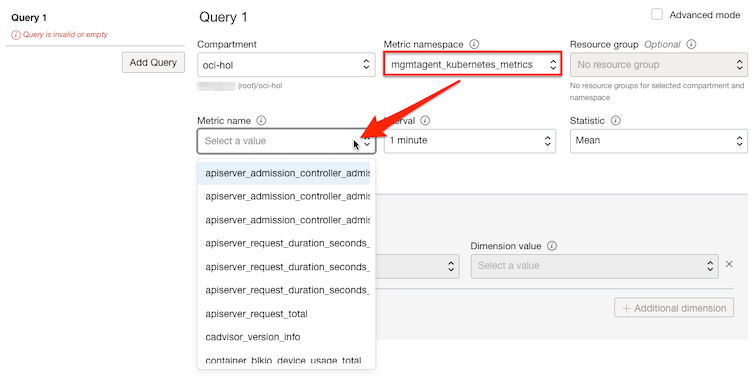 Query 1
Query is invalid or empty
Add Query
Query 1
Advanced mode
Compartment
oci-hol
(root)/oci-hol
Metric namespace
mgmtagent_kubernetes_metrics
Resource group Optional
No resource group
No resource groups for selected compartment and
namespace
Metric name
Select a value
Interval
1 minute
Statistic
Mean
apiserver_admission_controller_admis
apiserver_admission_controller_admis
apiserver_admission_controller_admis
apiserver_request_duration_seconds_
apiserver_request_duration_seconds_
apiserver_request_duration_seconds_
apiserver_request_total
cadvisor_version_info
container_blkio_device_usage_total
Dimension value
Select a value
+ Additional dimension